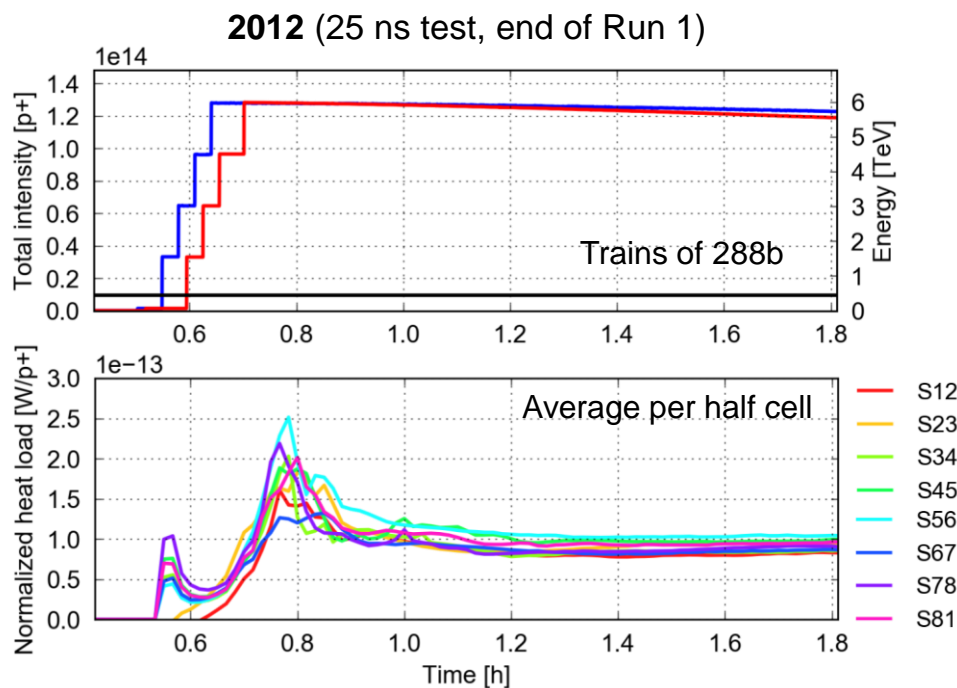 2012 (25 ns test, end of Run 1)
1e14
Total intensity [p+]
1.4
1.2
1.0
0.8
0.6
0.4
0.2
0.0
6
5
4
3
2
1
0
Energy [TeV]
Trains of 288b
0.6 0.8 1.0 1.2 1.4 1.6 1.8
1e−13
Normalized heat load [W/p+]
3.0
2.5
2.0
1.5
1.0
0.5
0.0
Average per half cell
S12
S23
S34
S45
S56
S67
S78
S81
0.6 0.8 1.0 1.2 1.4 1.6 1.8
Time [h]